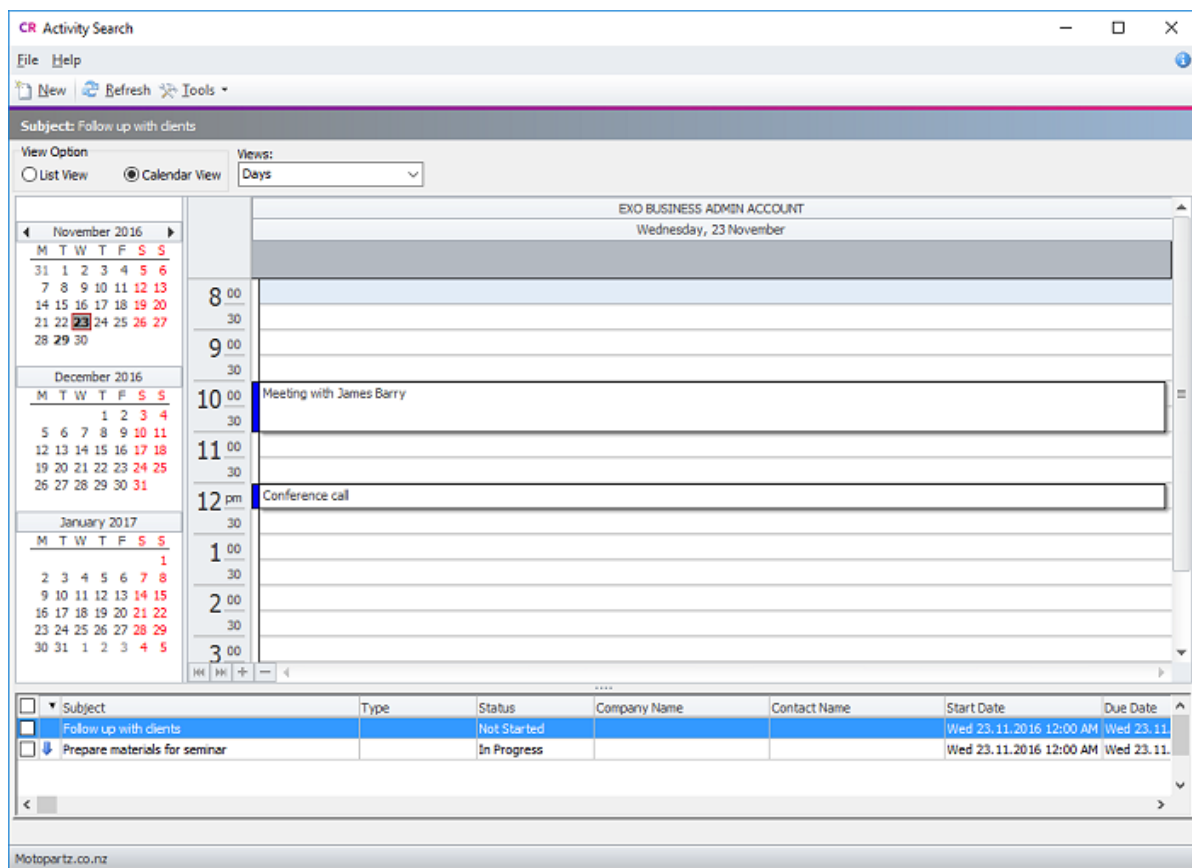 CR Activity Search
File Help
New Refresh Tools
Subject: Follow up with clients
View Option
List View Calendar View
Views:
Days
November 2016
M T W T F S S
31 1 2 3 4 5 6
7 8 9 10 11 12 13
14 15 16 17 18 19 20
21 22 23 24 25 26 27
28 29 30
December 2016
M T W T F S S
1 2 3 4
5 6 7 8 9 10 11
12 13 14 15 16 17 18
19 20 21 22 23 24 25
26 27 28 29 30 31
January 2017
M T W T F S S
1
2 3 4 5 6 7 8
9 10 11 12 13 14 15
16 17 18 19 20 21 22
23 24 25 26 27 28 29
30 31 1 2 3 4 5
EXO BUSINESS ADMIN ACCOUNT
Wednesday, 23 November
8 00
30
9 00
30
10 00 Meeting with James Barry
30
11 00
30
12 pm Conference call
30
1 00
30
2 00
30
3 00
Subject Type Status Company Name Contact Name Start Date Due Date
Follow up with clients Not Started Wed 23.11.2016 12:00 AM Wed 23.11.
Prepare materials for seminar In Progress Wed 23.11.2016 12:00 AM Wed 23.11.
Motopartz.co.nz